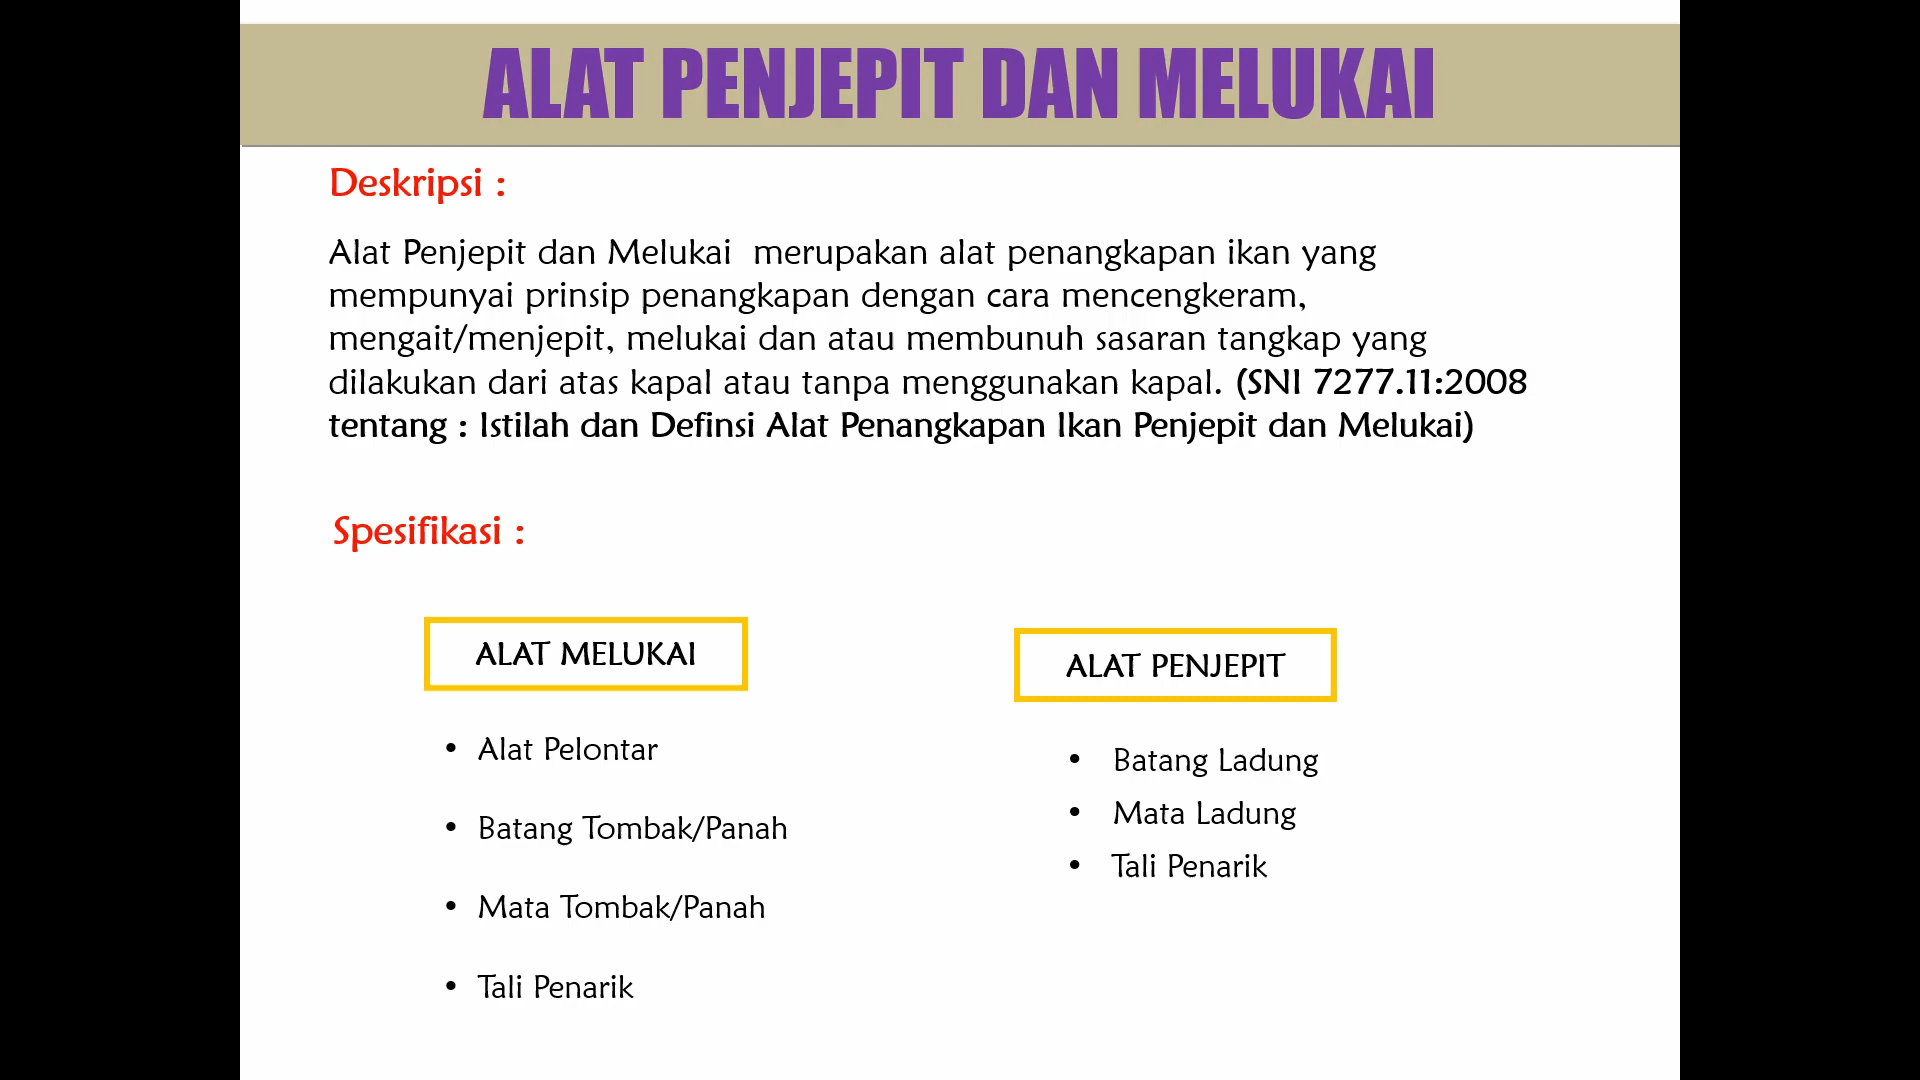 ALAT PENJEPIT DAN MELUKAI
Deskripsi :
Alat Penjepit dan Melukai merupakan alat penangkapan ikan yang
mempunyai prinsip penangkapan dengan cara mencengkeram,
mengait/menjepit, melukai dan atau membunuh sasaran tangkap yang
dilakukan dari atas kapal atau tanpa menggunakan kapal. (SNI 7277.11:2008
tentang : Istilah dan Definsi Alat Penangkapan Ikan Penjepit dan Melukai)
Spesifikasi :
ALAT MELUKAI
• Alat Pelontar
• Batang Tombak/Panah
• Mata Tombak/Panah
• Tali Penarik
ALAT PENJEPIT
• Batang Ladung
• Mata Ladung
• Tali Penarik